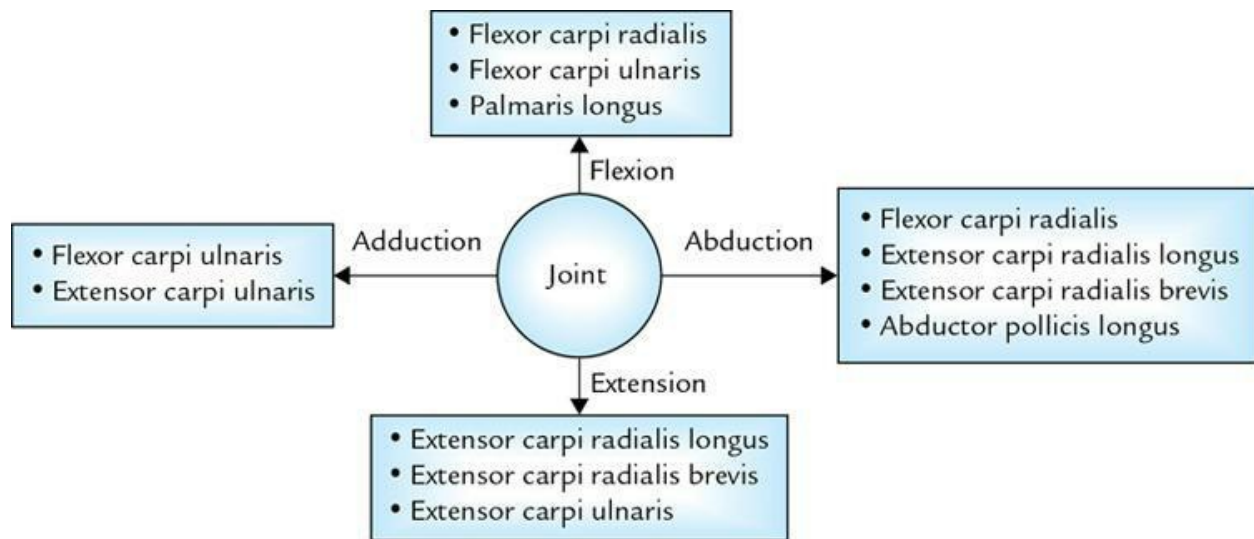 • Flexor carpi radialis
• Flexor carpi ulnaris
• Palmaris longus
Flexion
Adduction
Abduction
• Flexor carpi ulnaris
• Extensor carpi ulnaris
Joint
• Flexor carpi radialis
• Extensor carpi radialis longus
• Extensor carpi radialis brevis
• Abductor pollicis longus
Extension
• Extensor carpi radialis longus
• Extensor carpi radialis brevis
• Extensor carpi ulnaris